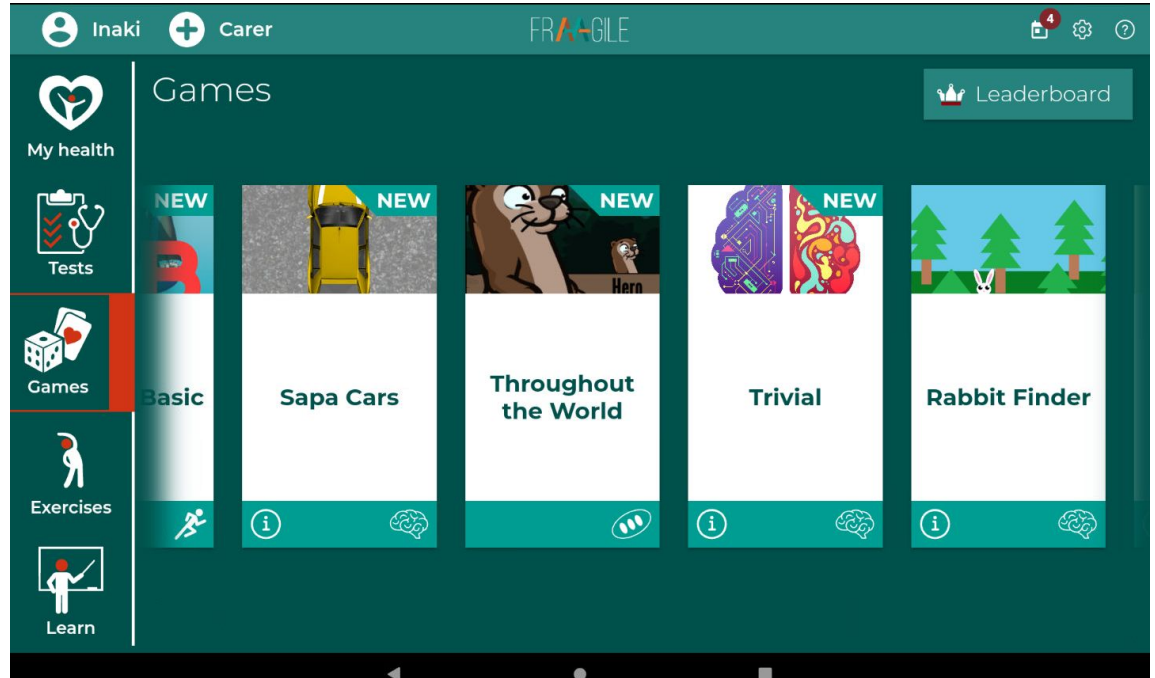 Inaki
Carer
FRAAGILE
4
My health
Tests
Games
Exercises
Learn
Games
Leaderboard
NEW
Basic
NEW
Sapa Cars
NEW
Hero
Throughout
the World
NEW
Trivial
Rabbit Finder